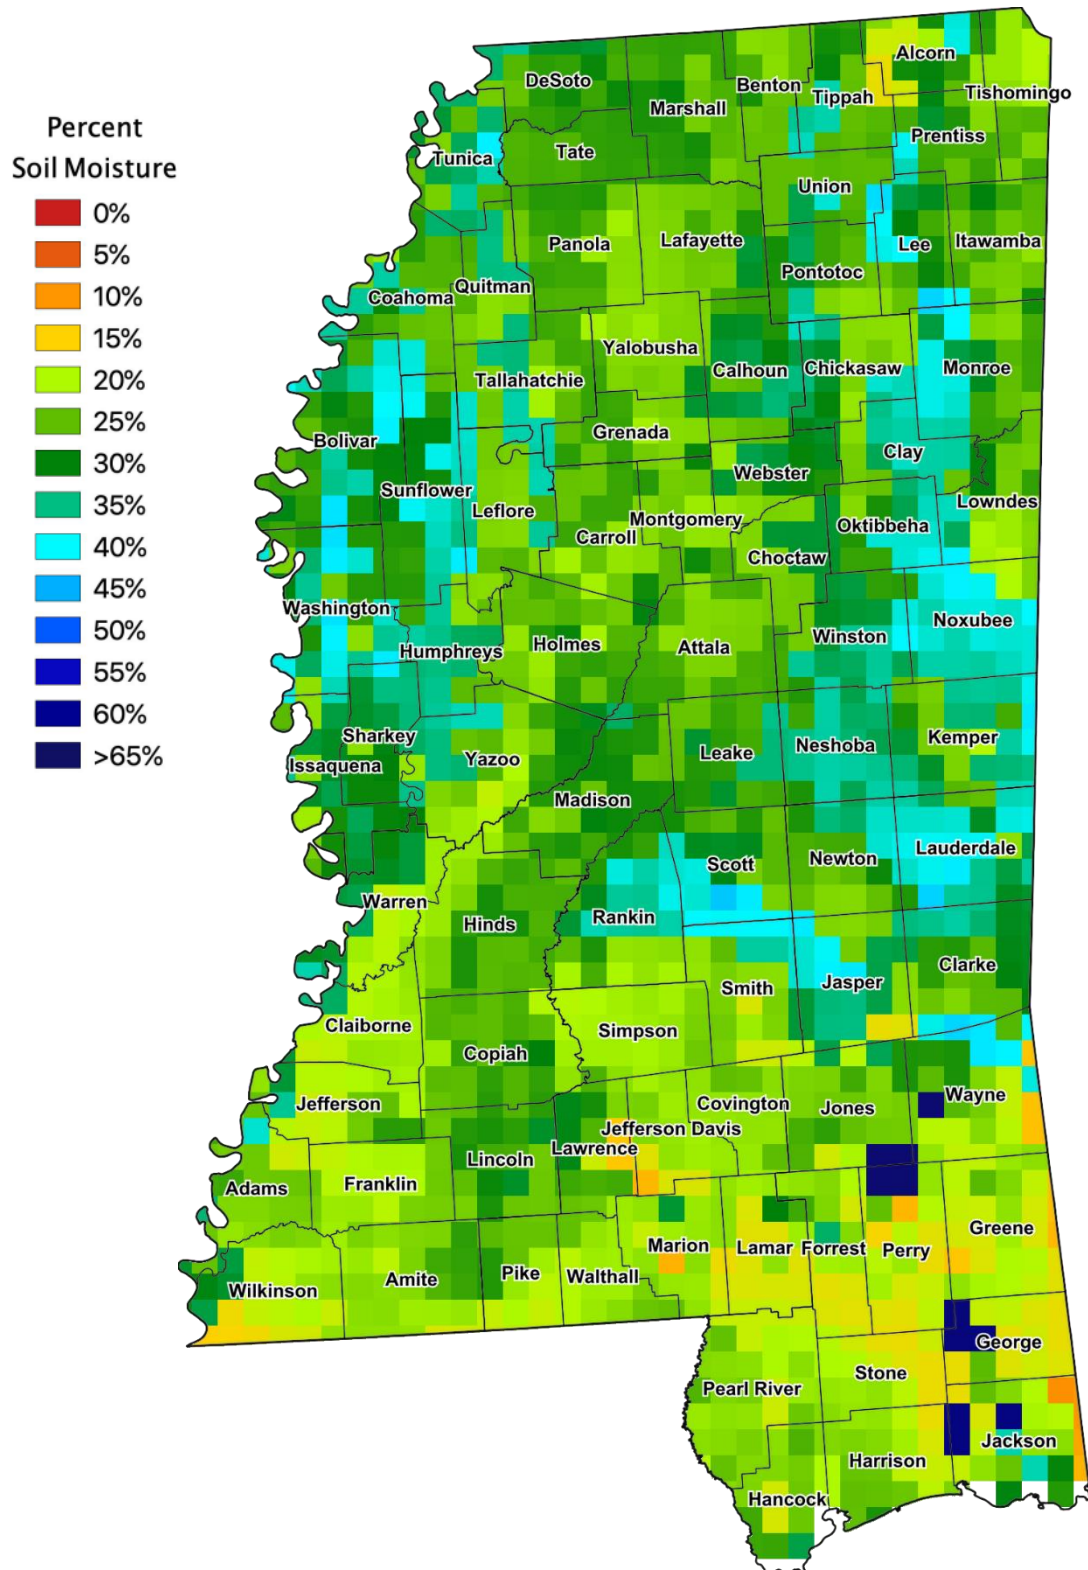 Percent
Soil Moisture
0%
5%
10%
15%
20%
25%
30%
35%
40%
45%
50%
55%
60%
>65%
Alcorn
DeSoto
Benton
Tippah
Tishomingo
Marshall
Prentiss
Tunica
Tate
Union
Panola
Lafayette
Lee
Itawamba
Pontotoc
Quitman
Coahoma
Yalobusha
Calhoun
Chickasaw
Monroe
Tallahatchie
Grenada
Bolivar
Clay
Webster
Sunflower
Leflore
Montgomery
Lowndes
Oktibbeha
Carroll
Choctaw
Washington
Noxubee
Winston
Holmes
Attala
Humphreys
Sharkey
Kemper
Neshoba
Leake
Yazoo
Issaquena
Madison
Lauderdale
Newton
Scott
Warren
Rankin
Hinds
Clarke
Jasper
Smith
Claiborne
Simpson
Copiah
Wayne
Jefferson
Covington
Jones
Jefferson Davis
Lawrence
Lincoln
Franklin
Adams
Greene
Marion
Lamar
Forrest
Perry
Pike
Walthall
Amite
Wilkinson
George
Stone
Pearl River
Jackson
Harrison
Hancock